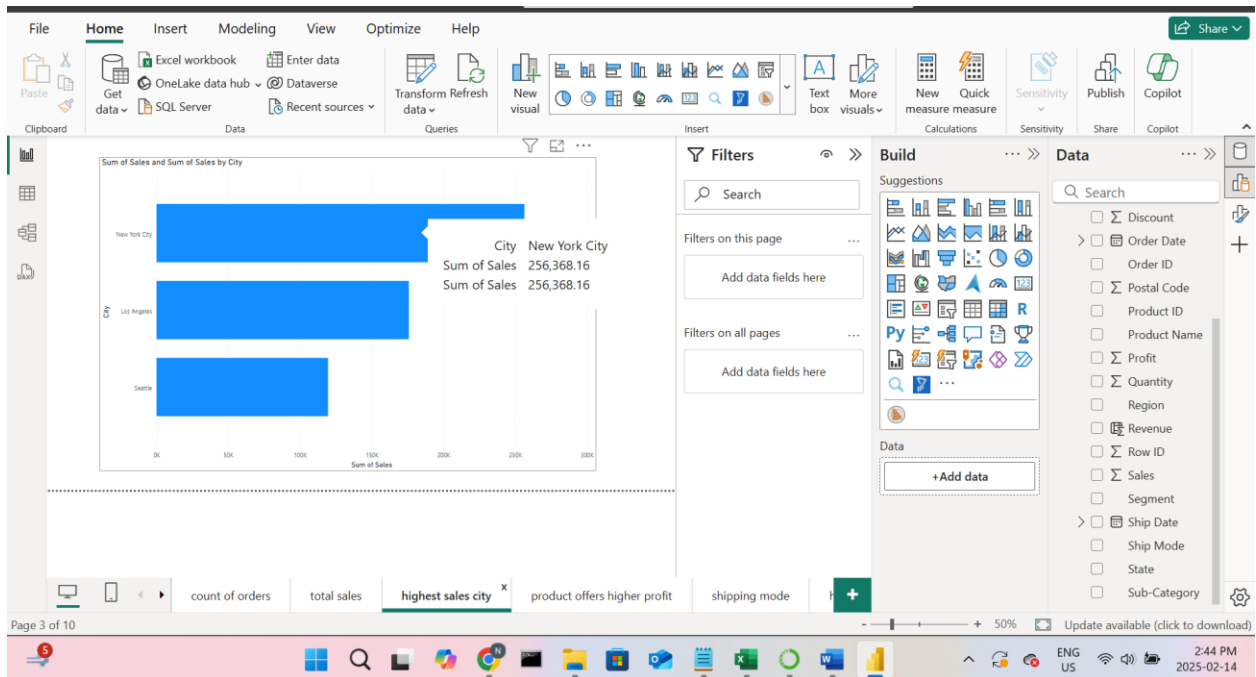 File Home Insert Modeling View Optimize Help Share
Paste
Clipboard
Get data
Excel workbook
OneLake data hub
SQL Server
Enter data
Dataverse
Recent sources
Data
Transform data
Refresh
Queries
New visual
Text box
More visuals
Insert
New measure
Quick measure
Calculations
Sensitivity
Sensitivity
Publish
Share
Copilot
Copilot
Sum of Sales and Sum of Sales by City
New York City
Los Angeles
Seattle
City
City New York City
Sum of Sales 256,368.16
Sum of Sales 256,368.16
0K 50K 100K 150K 200K 250K 300K
Sum of Sales
Filters
Search
Filters on this page
Add data fields here
Filters on all pages
Add data fields here
Build
Suggestions
R
Py
123
Data
+Add data
Data
Search
Discount
Order Date
Order ID
Postal Code
Product ID
Product Name
Profit
Quantity
Region
Revenue
Row ID
Sales
Segment
Ship Date
Ship Mode
State
Sub-Category
count of orders total sales highest sales city x product offers higher profit shipping mode
Page 3 of 10
50%
Update available (click to download)
5
N
ENG
US
2:44 PM
2025-02-14